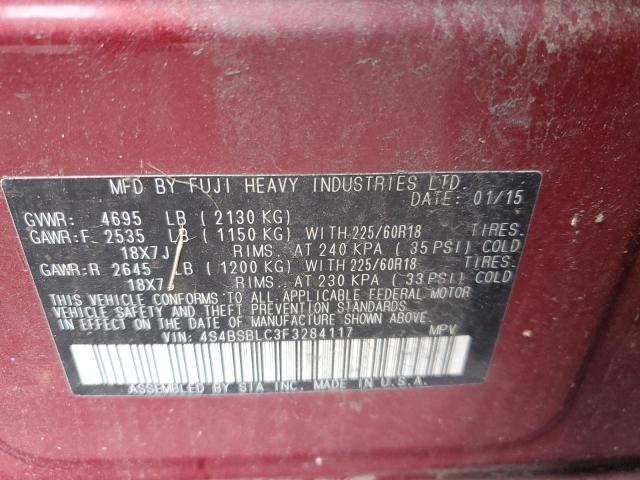 MFD BY FUJI HEAVY INDUSTRIES LTD.
DATE: 01/15
GVWR: 4695 LB ( 2130 KG)
GAWR:F 2535 LB ( 1150 KG) WITH 225/60R18 TIRES.
18X7J RIMS. AT 240 KPA ( 35 PSI) COLD
GAWR:R 2645 LB ( 1200 KG) WITH 225/60R18 TIRES.
18X7J RIMS. AT 230 KPA ( 33 PSI) COLD
THIS VEHICLE CONFORMS TO ALL APPLICABLE FEDERAL MOTOR
VEHICLE SAFETY AND THEFT PREVENTION STANDARDS
IN EFFECT ON THE DATE OF MANUFACTURE SHOWN ABOVE.
VIN: 4S4BSBLC3F3284117 MPV
ASSEMBLED BY SIA INC. MADE IN U.S.A.